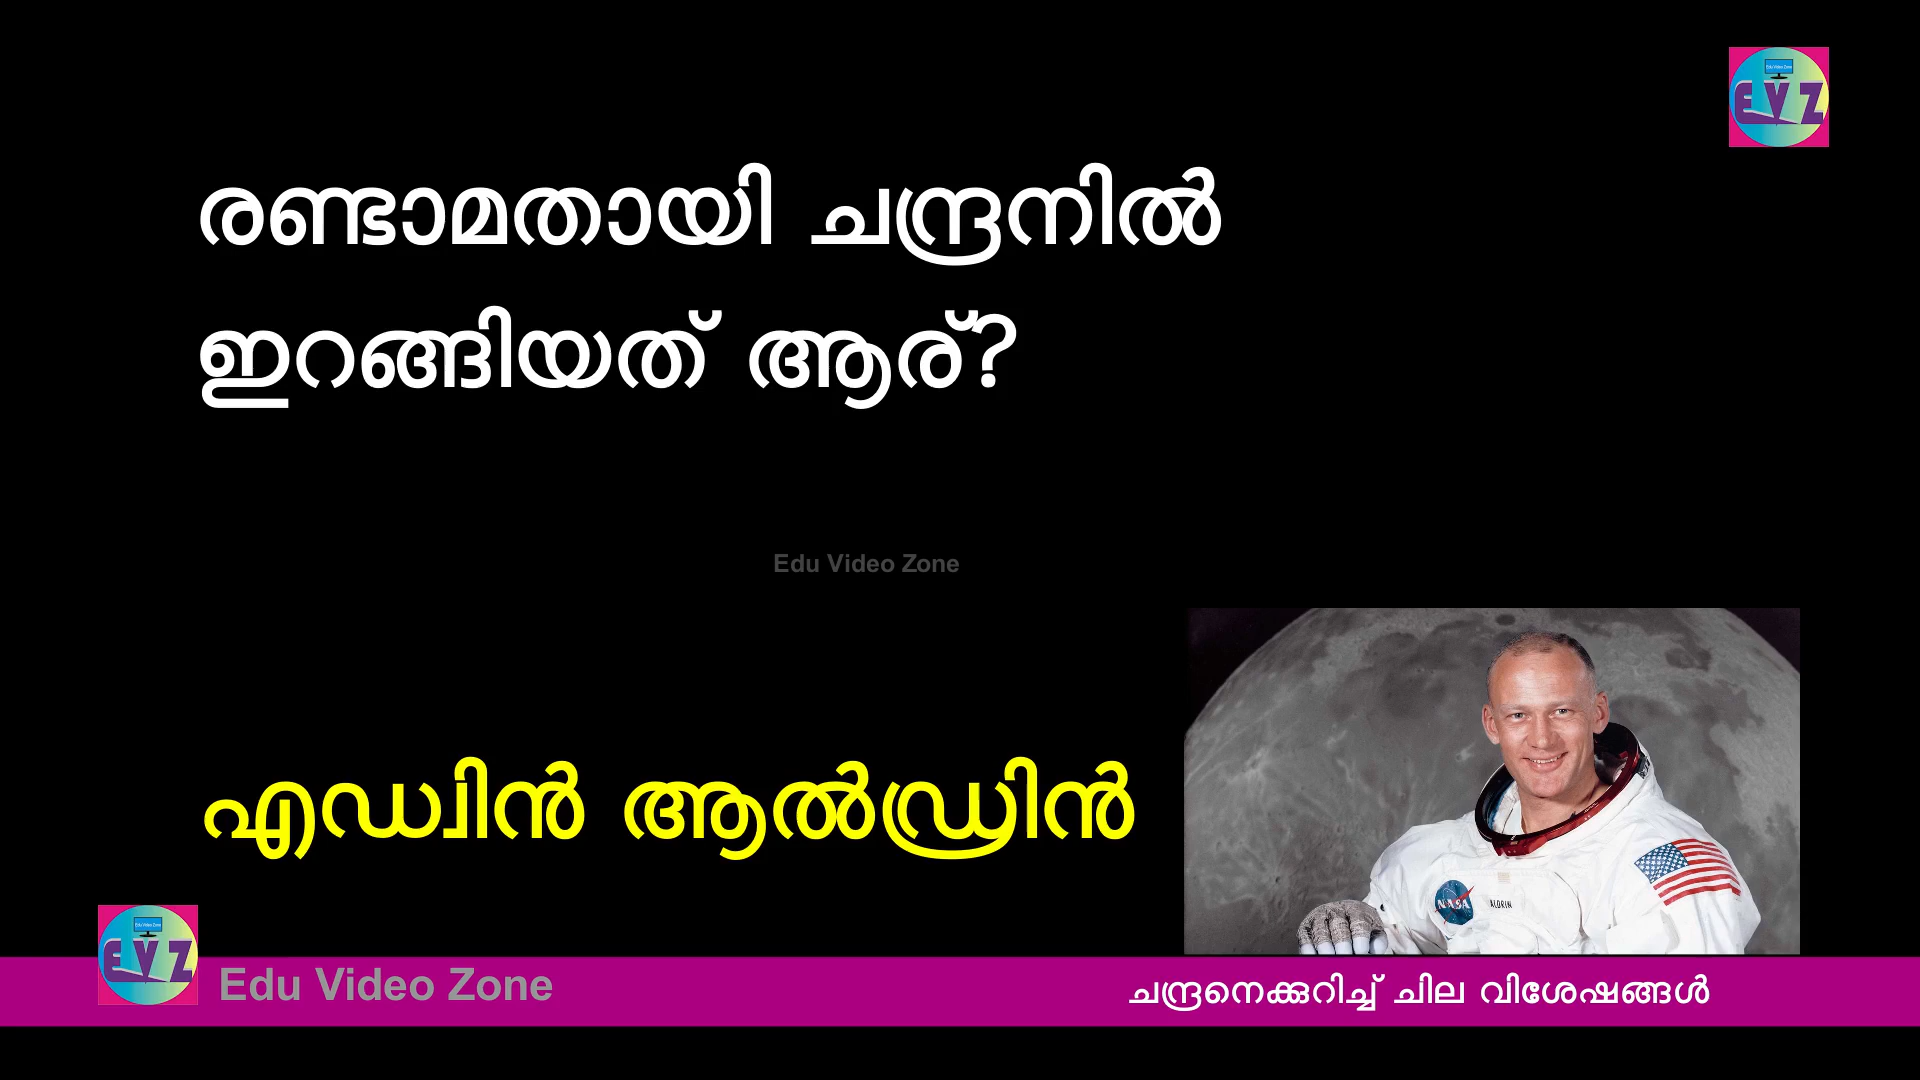 രണ്ടാമതായി ചന്ദ്രനിൽ
ഇറങ്ങിയത് ആര്?
Edu Video Zone
എഡ്വിൻ ആൽഡ്രിൻ
NASA
ALDRIN
EVZ
Edu Video Zone
ചന്ദ്രനെക്കുറിച്ച് ചില വിശേഷങ്ങൾ